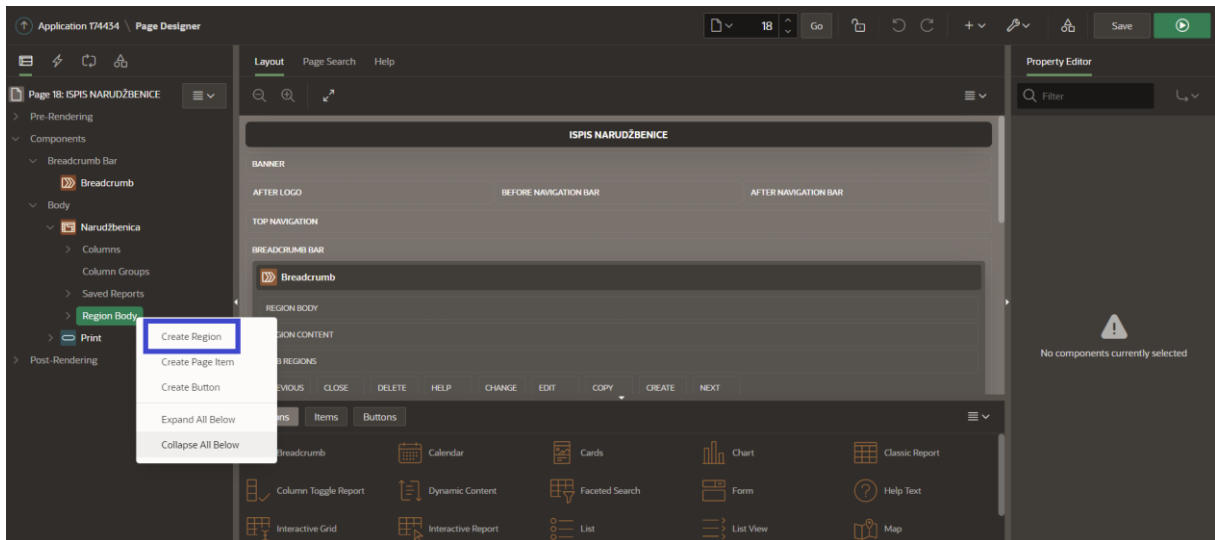 Application 174434 \ Page Designer
18
Go
Save
Layout Page Search Help
Property Editor
Page 18: ISPIS NARUDŽBENICE
Filter
Pre-Rendering
Components
Breadcrumb Bar
Breadcrumb
Body
Narudžbenica
Columns
Column Groups
Saved Reports
Region Body
Print
Post-Rendering
Create Region
Create Page Item
Create Button
Expand All Below
Collapse All Below
ISPIS NARUDŽBENICE
BANNER
AFTER LOGO BEFORE NAVIGATION BAR AFTER NAVIGATION BAR
TOP NAVIGATION
BREADCRUMB BAR
Breadcrumb
REGION BODY
GION CONTENT
B REGIONS
EVIOUS CLOSE DELETE HELP CHANGE EDIT COPY CREATE NEXT
ns Items Buttons
Breadcrumb Calendar Cards Chart Classic Report
Column Toggle Report Dynamic Content Faceted Search Form Help Text
Interactive Grid Interactive Report List List View Map
No components currently selected